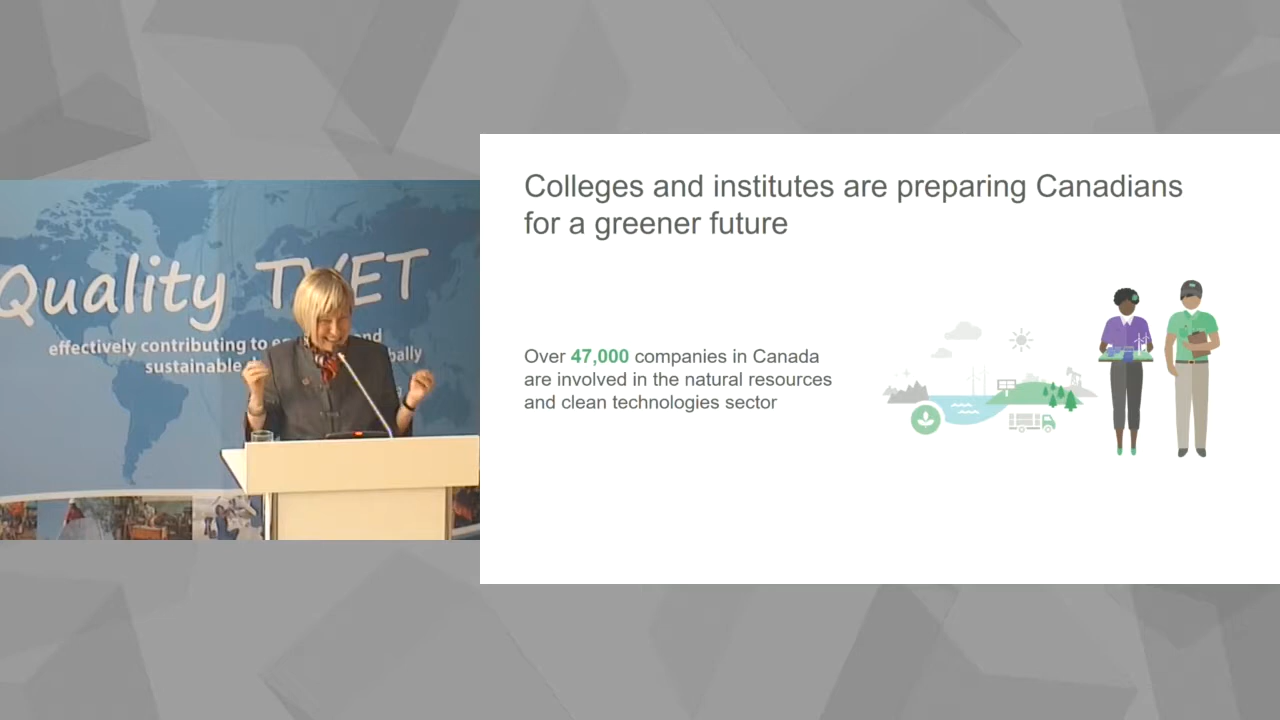 Quality TVET
effectively contributing to e and
sustainable bally
Colleges and institutes are preparing Canadians
for a greener future
Over 47,000 companies in Canada
are involved in the natural resources
and clean technologies sector